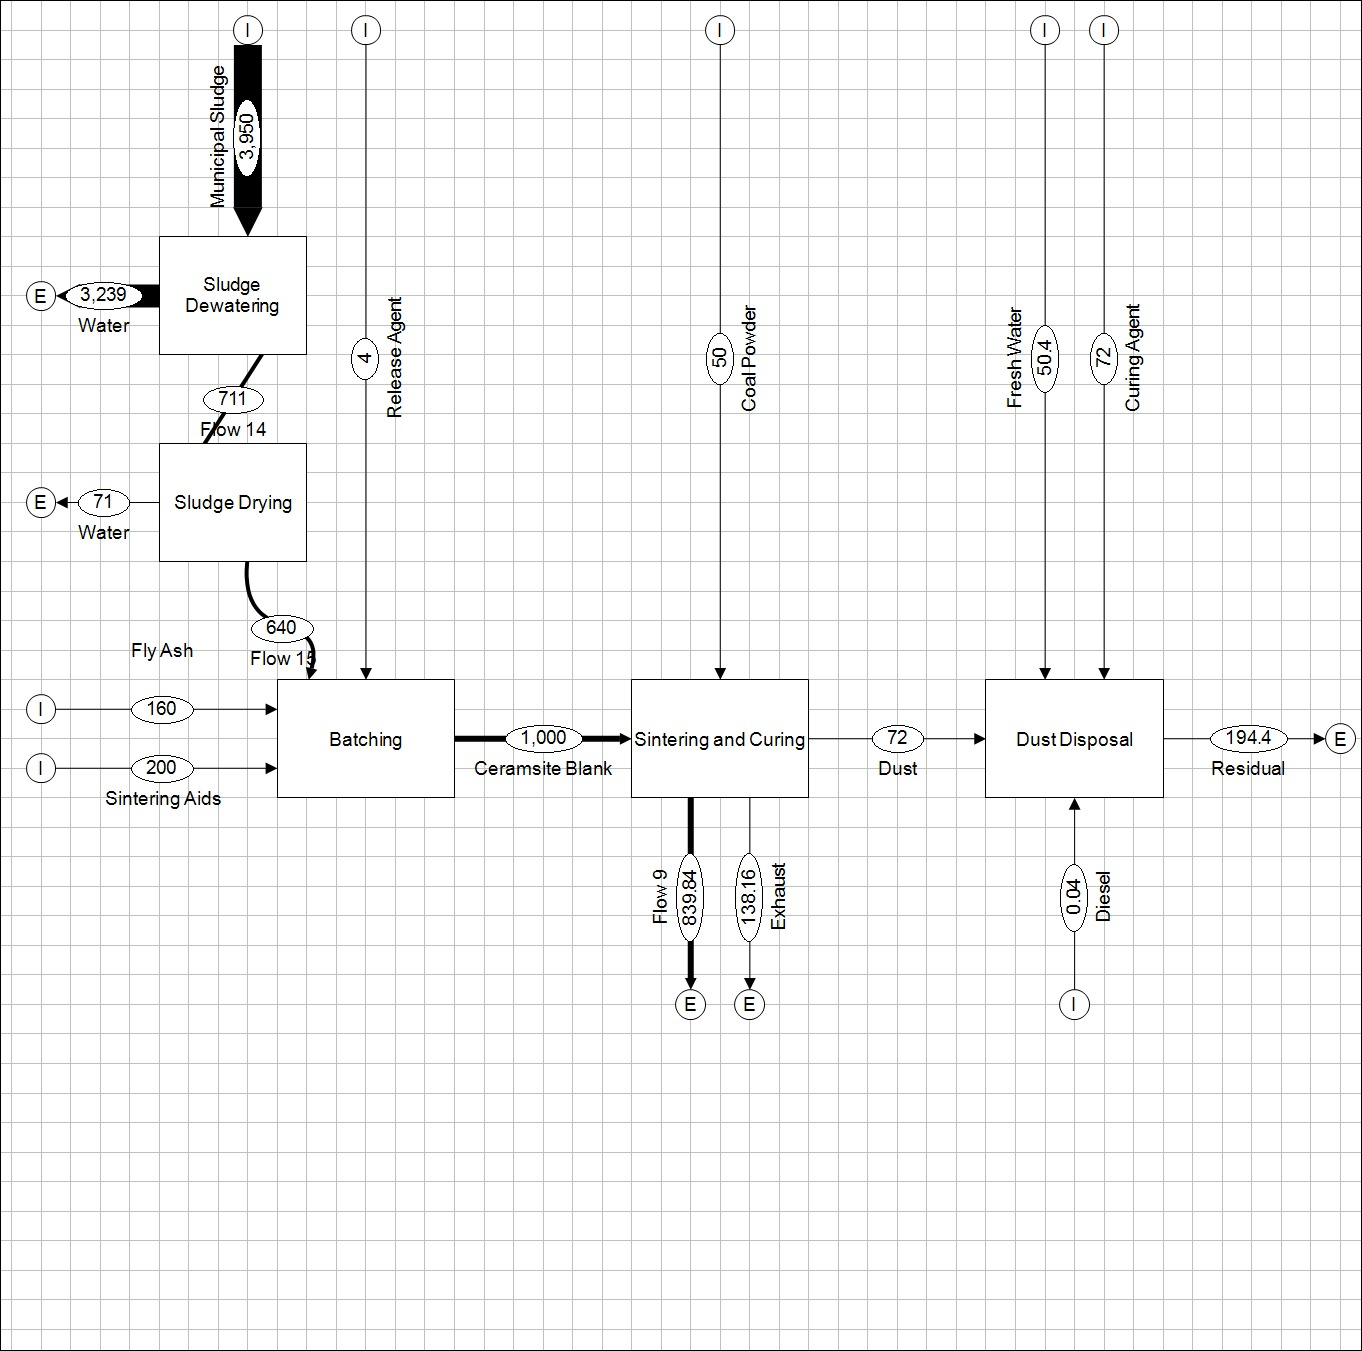 I
I
I
I
I
Municipal Sludge
3,950
Sludge
Dewatering
E
3,239
Water
4
Release Agent
50
Coal Powder
Fresh Water
50.4
72
Curing Agent
711
Flow 14
E
71
Water
Sludge Drying
640
Flow 15
Fly Ash
I
160
I
200
Sintering Aids
Batching
1,000
Ceramsite Blank
Sintering and Curing
72
Dust
Dust Disposal
194.4
Residual
E
Flow 9
839.84
138.16
Exhaust
0.04
Diesel
E
E
I